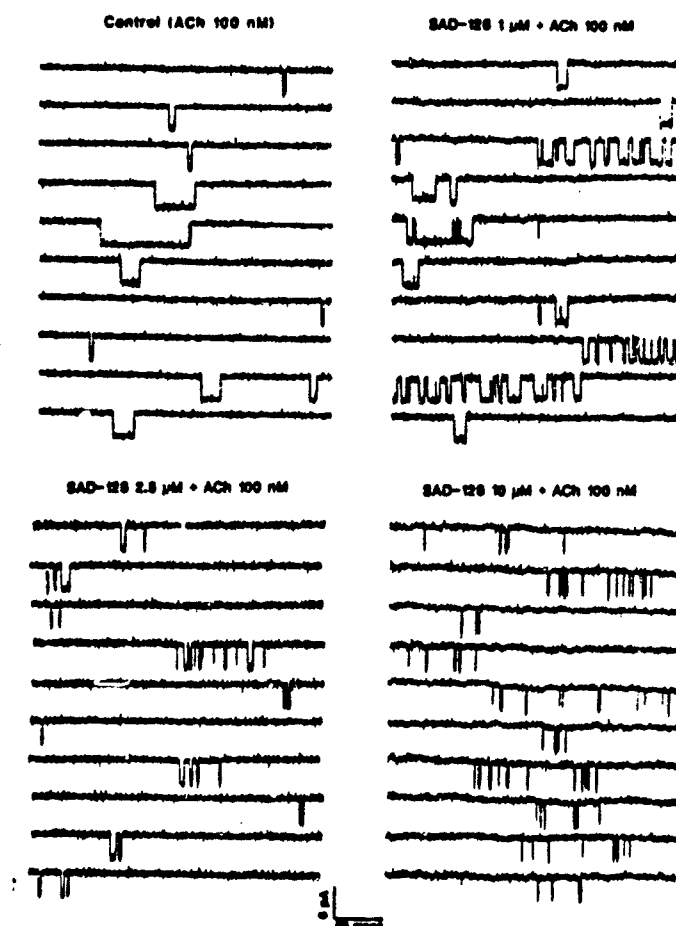 Control (ACh 100 nM)
SAD-128 1 μM + ACh 100 nM
SAD-128 2.5 μM + ACh 100 nM
SAD-128 10 μM + ACh 100 nM
pA